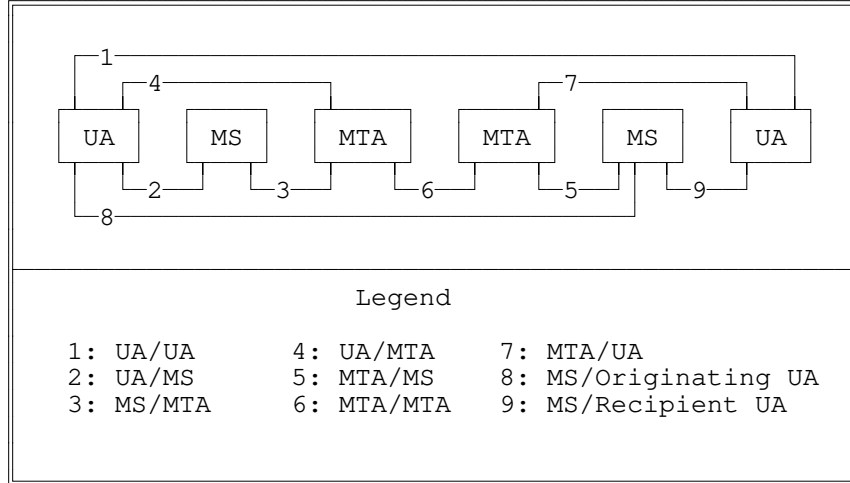 1
4 7
UA MS MTA MTA MS UA
2 3 6 5 9
8
Legend
1: UA/UA 4: UA/MTA 7: MTA/UA
2: UA/MS 5: MTA/MS 8: MS/Originating UA
3: MS/MTA 6: MTA/MTA 9: MS/Recipient UA